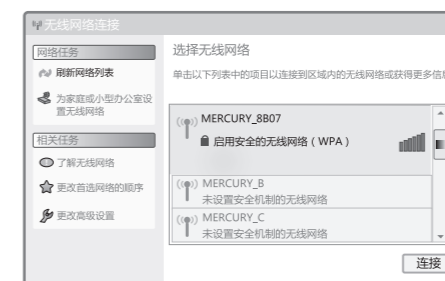 无线网络连接
网络任务
刷新网络列表
为家庭或小型办公室设
置无线网络
相关任务
了解无线网络
更改首选网络的顺序
更改高级设置
选择无线网络
单击以下列表中的项目以连接到区域内的无线网络或获得更多信
MERCURY_8B07
启用安全的无线网络（WPA）
MERCURY_B
未设置安全机制的无线网络
MERCURY_C
未设置安全机制的无线网络
连接